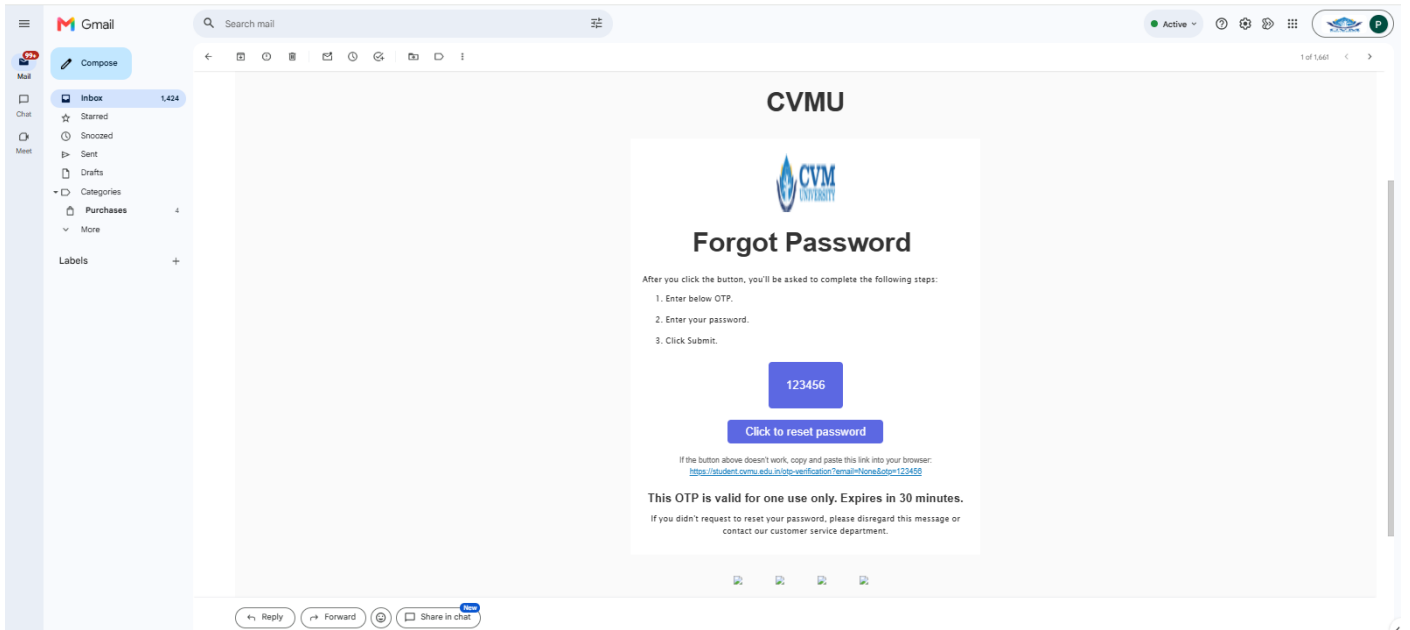 Gmail
Search mail
Active
P
99+
Mail
Compose
1 of 1,661
Inbox 1,424
Chat
Starred
Snoozed
Meet
Sent
Drafts
Categories
Purchases 4
More
Labels
CVMU
CVM
UNIVERSITY
Forgot Password
After you click the button, you'll be asked to complete the following steps:
1. Enter below OTP.
2. Enter your password.
3. Click Submit.
123456
Click to reset password
If the button above doesn't work, copy and paste this link into your browser:
https://student.cvmu.edu.in/otp-verification?email=None&otp=123456
This OTP is valid for one use only. Expires in 30 minutes.
If you didn't request to reset your password, please disregard this message or
contact our customer service department.
Reply
Forward
Share in chat
New